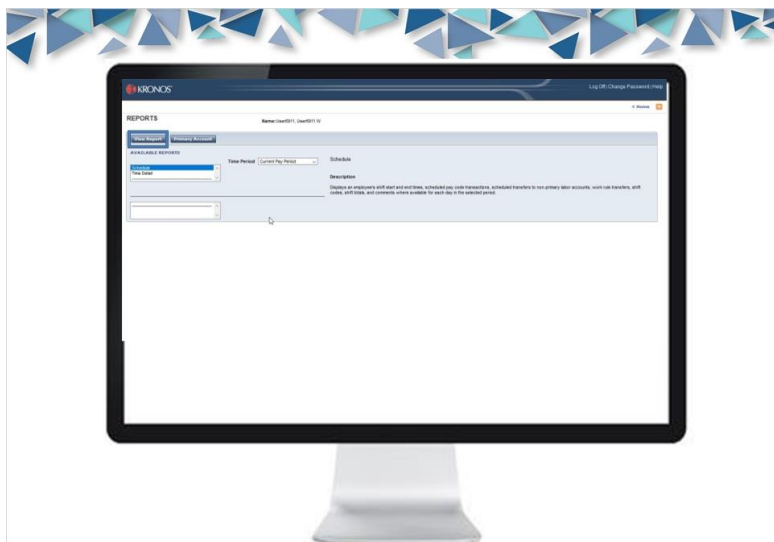 KRONOS
Log Off | Change Password | Help
REPORTS
View Report
Primary Account
AVAILABLE REPORTS
Schedule
Time Detail
Time Period
Current Pay Period
Schedule
Description
Displays an employee's shift start and end times, scheduled pay code transactions, scheduled transfers to non-primary labor accounts, work rule transfers, shift
codes, shift totals, and comments where available for each day in the selected period.